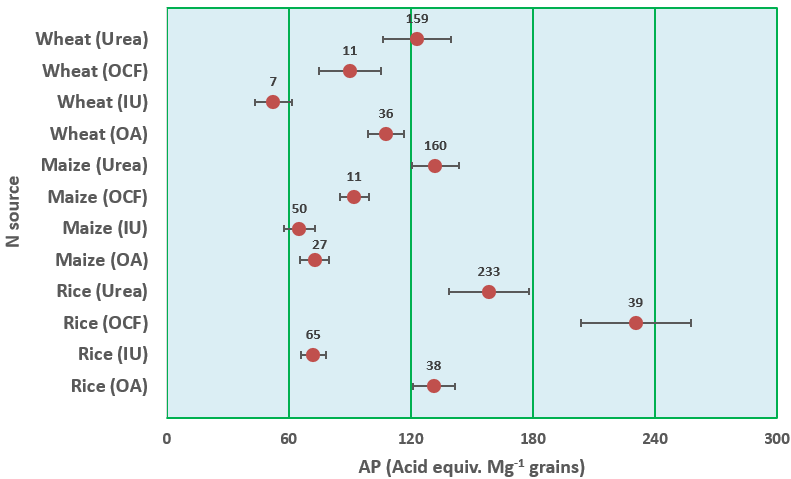 159
Wheat (Urea)
11
Wheat (OCF)
7
Wheat (IU)
36
Wheat (OA)
160
Maize (Urea)
11
Maize (OCF)
50
Maize (IU)
27
Maize (OA)
233
Rice (Urea)
39
Rice (OCF)
65
Rice (IU)
38
Rice (OA)
N source
0 60 120 180 240 300
AP (Acid equiv. Mg⁻¹ grains)